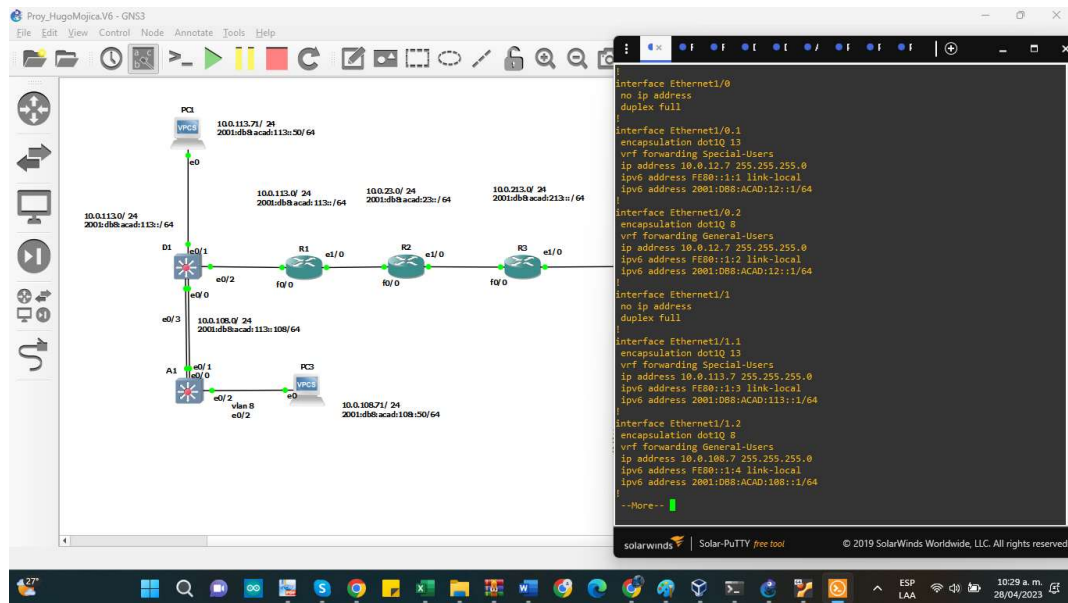 Proy_HugoMojica.V6 - GNS3
File Edit View Control Node Annotate Tools Help
PC1
VPCS
10.0.113.71/ 24
2001:db8:acad:113::50/64
e0
10.0.113.0/ 24
2001:db8:acad:113::/64
10.0.23.0/ 24
2001:db8:acad:23::/64
10.0.213.0/ 24
2001:db8:acad:213::/64
10.0.113.0/ 24
2001:db8:acad:113::/64
D1
e0/1
R1
e1/0
R2
e1/0
R3
e1/0
e0/2
f0/0
f0/0
f0/0
e0/0
e0/3
10.0.108.0/ 24
2001:db8:acad:113::108/64
A1
e0/1
e0/0
PC3
VPCS
e0/2
e0
vlan 8
e0/2
10.0.108.71/ 24
2001:db8:acad:108::50/64
!
interface Ethernet1/0
no ip address
duplex full
!
interface Ethernet1/0.1
encapsulation dot1Q 13
vrf forwarding Special-Users
ip address 10.0.12.7 255.255.255.0
ipv6 address FE80::1:1 link-local
ipv6 address 2001:DB8:ACAD:12::1/64
!
interface Ethernet1/0.2
encapsulation dot1Q 8
vrf forwarding General-Users
ip address 10.0.12.7 255.255.255.0
ipv6 address FE80::1:2 link-local
ipv6 address 2001:DB8:ACAD:12::1/64
!
interface Ethernet1/1
no ip address
duplex full
!
interface Ethernet1/1.1
encapsulation dot1Q 13
vrf forwarding Special-Users
ip address 10.0.113.7 255.255.255.0
ipv6 address FE80::1:3 link-local
ipv6 address 2001:DB8:ACAD:113::1/64
!
interface Ethernet1/1.2
encapsulation dot1Q 8
vrf forwarding General-Users
ip address 10.0.108.7 255.255.255.0
ipv6 address FE80::1:4 link-local
ipv6 address 2001:DB8:ACAD:108::1/64
!
--More--
solarwinds Solar-PuTTY free tool © 2019 SolarWinds Worldwide, LLC. All rights reserved
27°
ESP
LAA
10:29 a. m.
28/04/2023